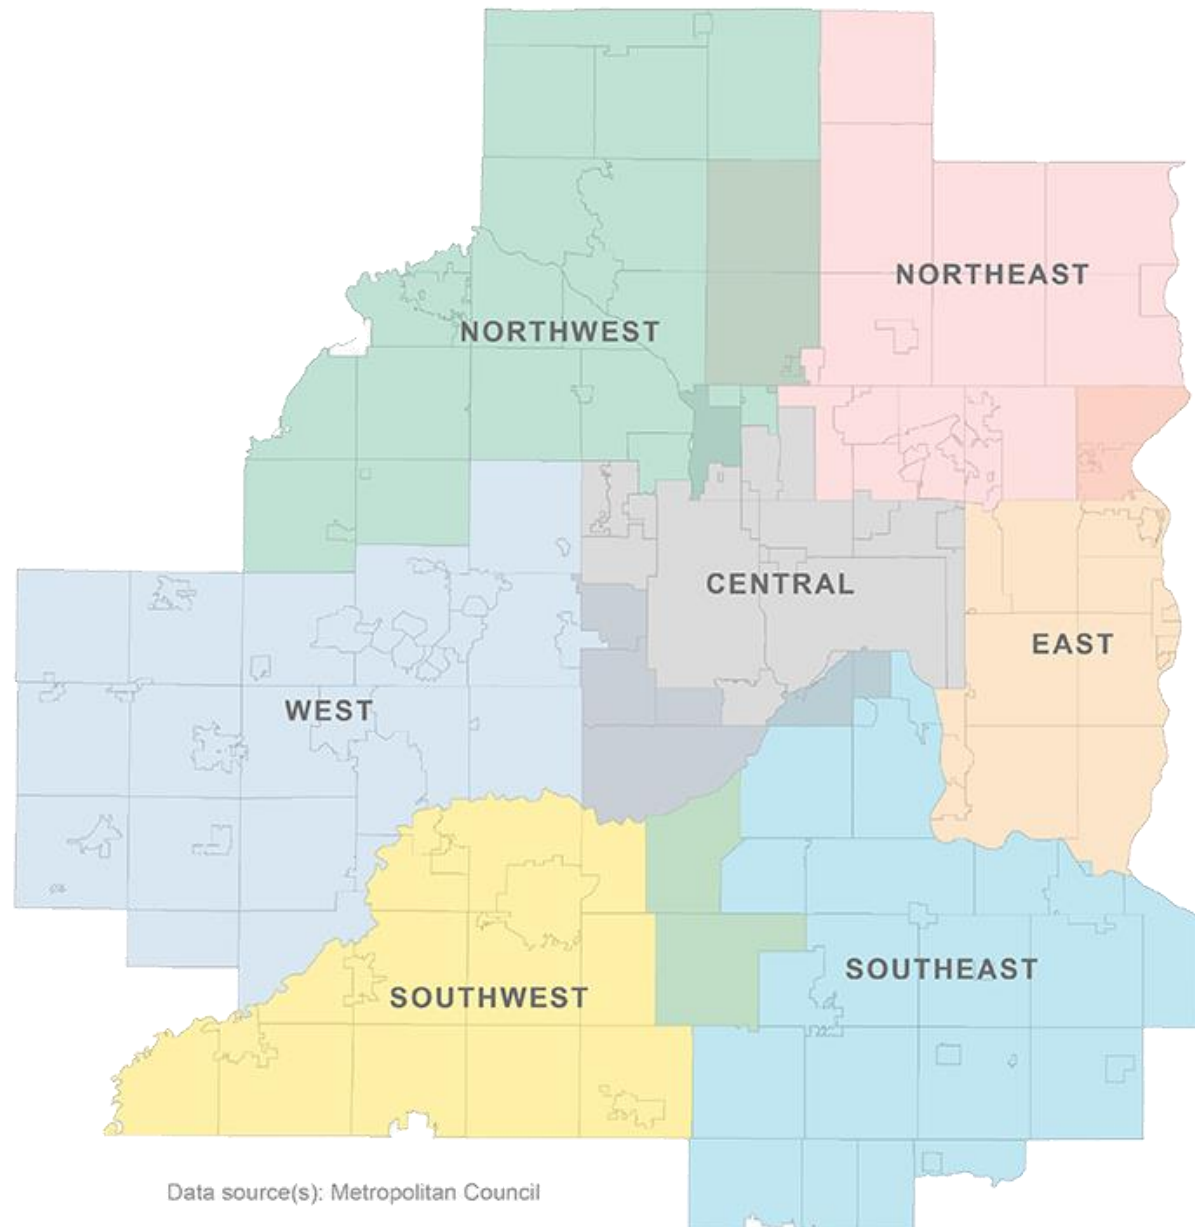 NORTHEAST
NORTHWEST
CENTRAL
EAST
WEST
SOUTHEAST
SOUTHWEST
Data source(s): Metropolitan Council